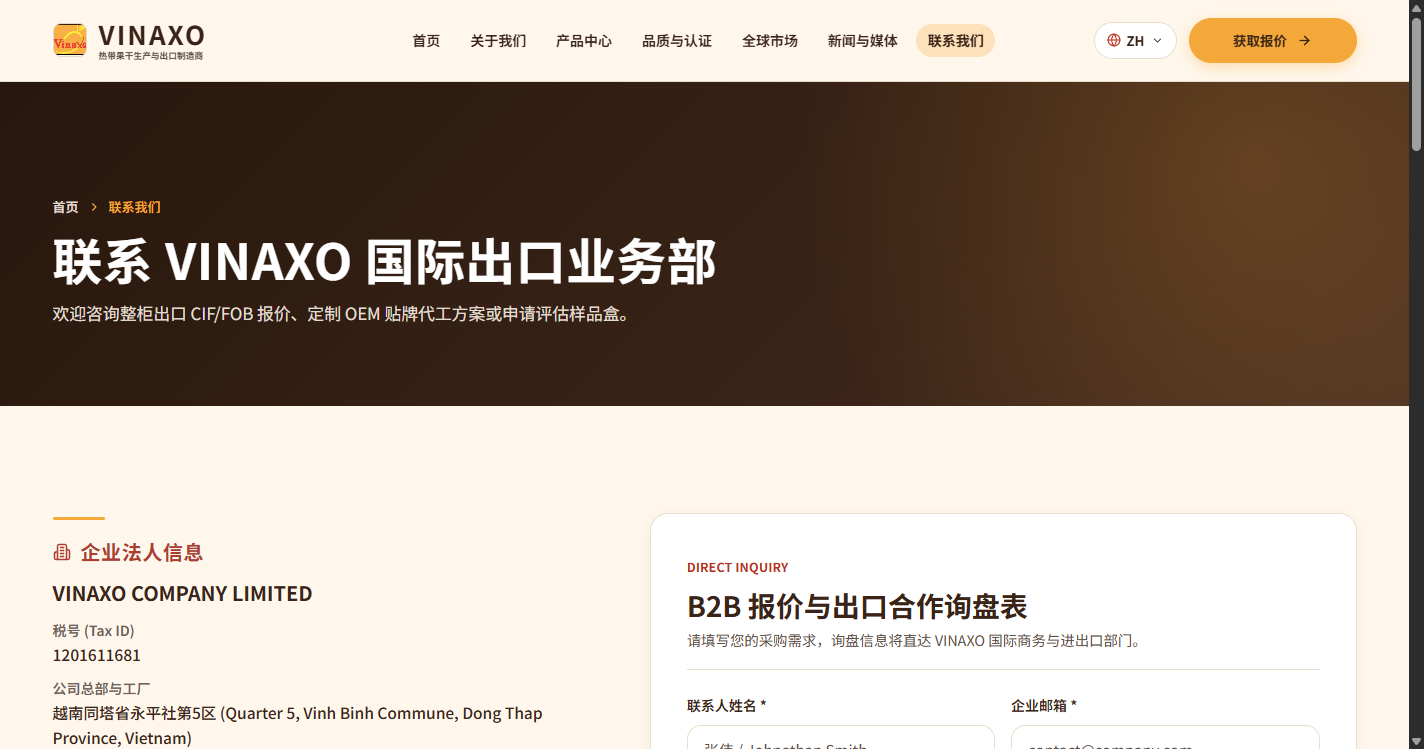 Vinaxo
VINAXO
热带果干生产与出口制造商
首页
关于我们
产品中心
品质与认证
全球市场
新闻与媒体
联系我们
ZH
获取报价
首页
联系我们
联系 VINAXO 国际出口业务部
欢迎咨询整柜出口 CIF/FOB 报价、定制 OEM 贴牌代工方案或申请评估样品盒。
企业法人信息
VINAXO COMPANY LIMITED
税号 (Tax ID)
1201611681
公司总部与工厂
越南同塔省永平社第5区 (Quarter 5, Vinh Binh Commune, Dong Thap
Province, Vietnam)
DIRECT INQUIRY
B2B 报价与出口合作询盘表
请填写您的采购需求，询盘信息将直达 VINAXO 国际商务与进出口部门。
联系人姓名 *
企业邮箱 *
张伟 / Johnathan Smith
contact@company.com